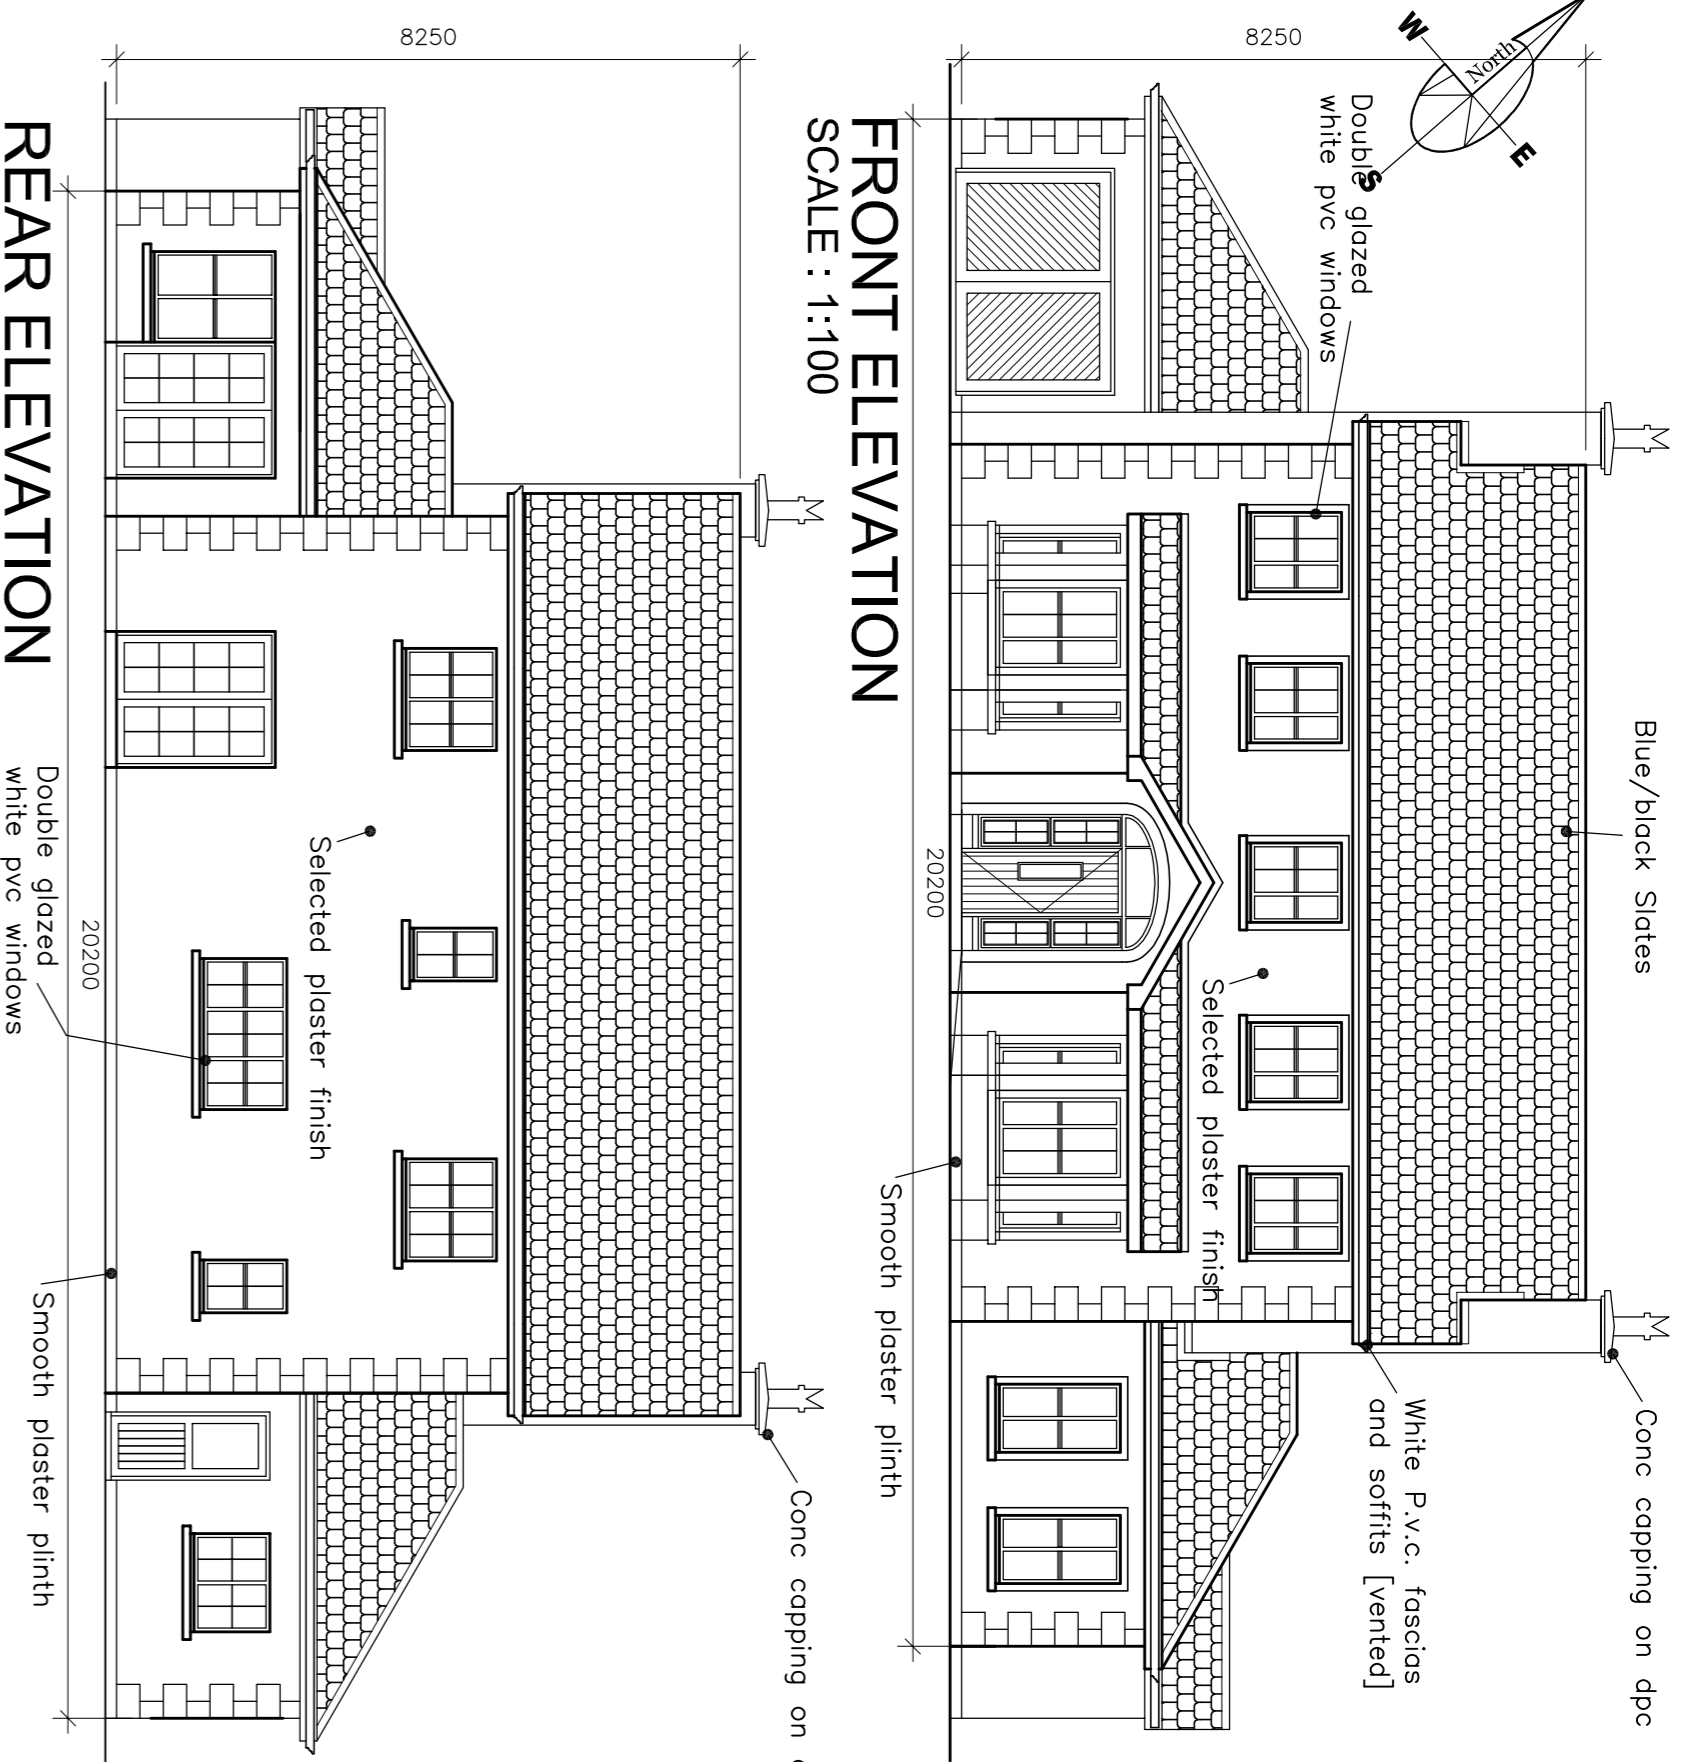 8250
North
W
E
S
Double glazed
white pvc windows
Blue/black Slates
Conc capping on dpc
White P.v.c. fascias
and soffits [vented]
Selected plaster finish
Smooth plaster plinth
20200
FRONT ELEVATION
SCALE : 1:100
8250
Conc capping on
Selected plaster finish
20200
Double glazed
white pvc windows
Smooth plaster plinth
REAR ELEVATION